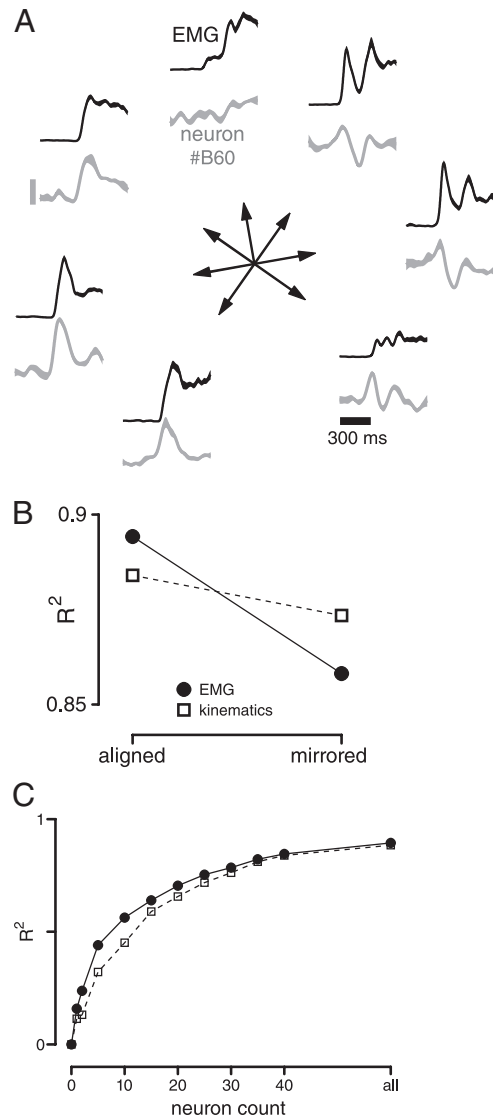 A
EMG
neuron
#B60
300 ms
B
0.9
R²
0.85
EMG
kinematics
aligned
mirrored
C
1
R²
0
0
10
20
30
40
all
neuron count